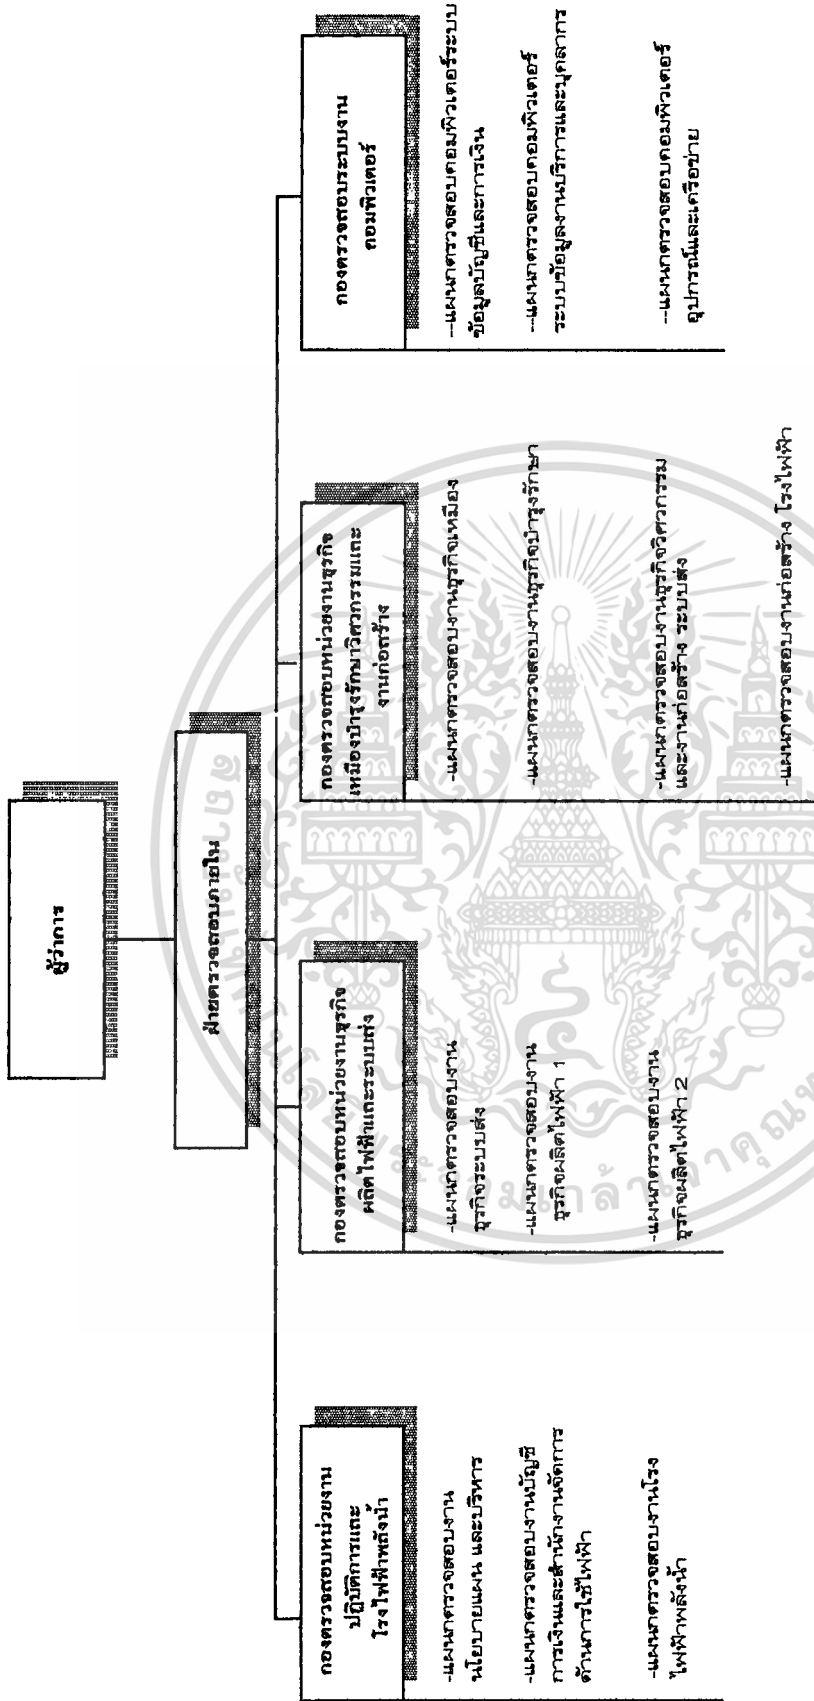 ผู้ว่าการ
ฝ่ายตรวจสอบภายใน
กองตรวจสอบหน่วยงาน
ปฏิบัติการและ
โรงไฟฟ้าพลังน้ำ
-แผนกตรวจสอบงาน
นโยบายแผน และบริหาร
-แผนกตรวจสอบงานบัญชี
การเงินและสำนักงานจัดการ
ด้านการใช้ไฟฟ้า
-แผนกตรวจสอบงานโรง
ไฟฟ้าพลังน้ำ
กองตรวจสอบหน่วยงานธุรกิจ
ผลิตไฟฟ้าและระบบส่ง
-แผนกตรวจสอบงาน
ธุรกิจระบบส่ง
-แผนกตรวจสอบงาน
ธุรกิจผลิตไฟฟ้า 1
-แผนกตรวจสอบงาน
ธุรกิจผลิตไฟฟ้า 2
กองตรวจสอบหน่วยงานธุรกิจ
เหมืองบำรุงรักษาวิศวกรรมและ
งานก่อสร้าง
-แผนกตรวจสอบงานธุรกิจเหมือง
-แผนกตรวจสอบงานธุรกิจบำรุงรักษา
-แผนกตรวจสอบงานธุรกิจวิศวกรรม
และงานก่อสร้าง ระบบส่ง
-แผนกตรวจสอบงานก่อสร้าง โรงไฟฟ้า
กองตรวจสอบระบบงาน
คอมพิวเตอร์
--แผนกตรวจสอบคอมพิวเตอร์ระบบ
ข้อมูลบัญชีและการเงิน
--แผนกตรวจสอบคอมพิวเตอร์
ระบบข้อมูลงานบริการและบุคลากร
--แผนกตรวจสอบคอมพิวเตอร์
อุปกรณ์และเครือข่าย